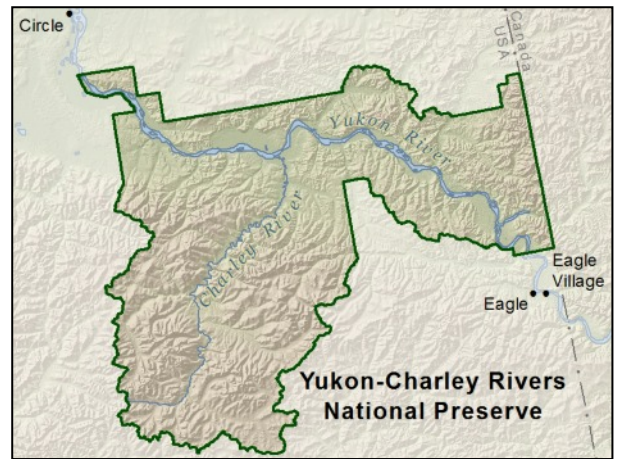 Circle
Canada
USA
Yukon River
Charley River
Eagle
Village
Eagle
Yukon-Charley Rivers
National Preserve